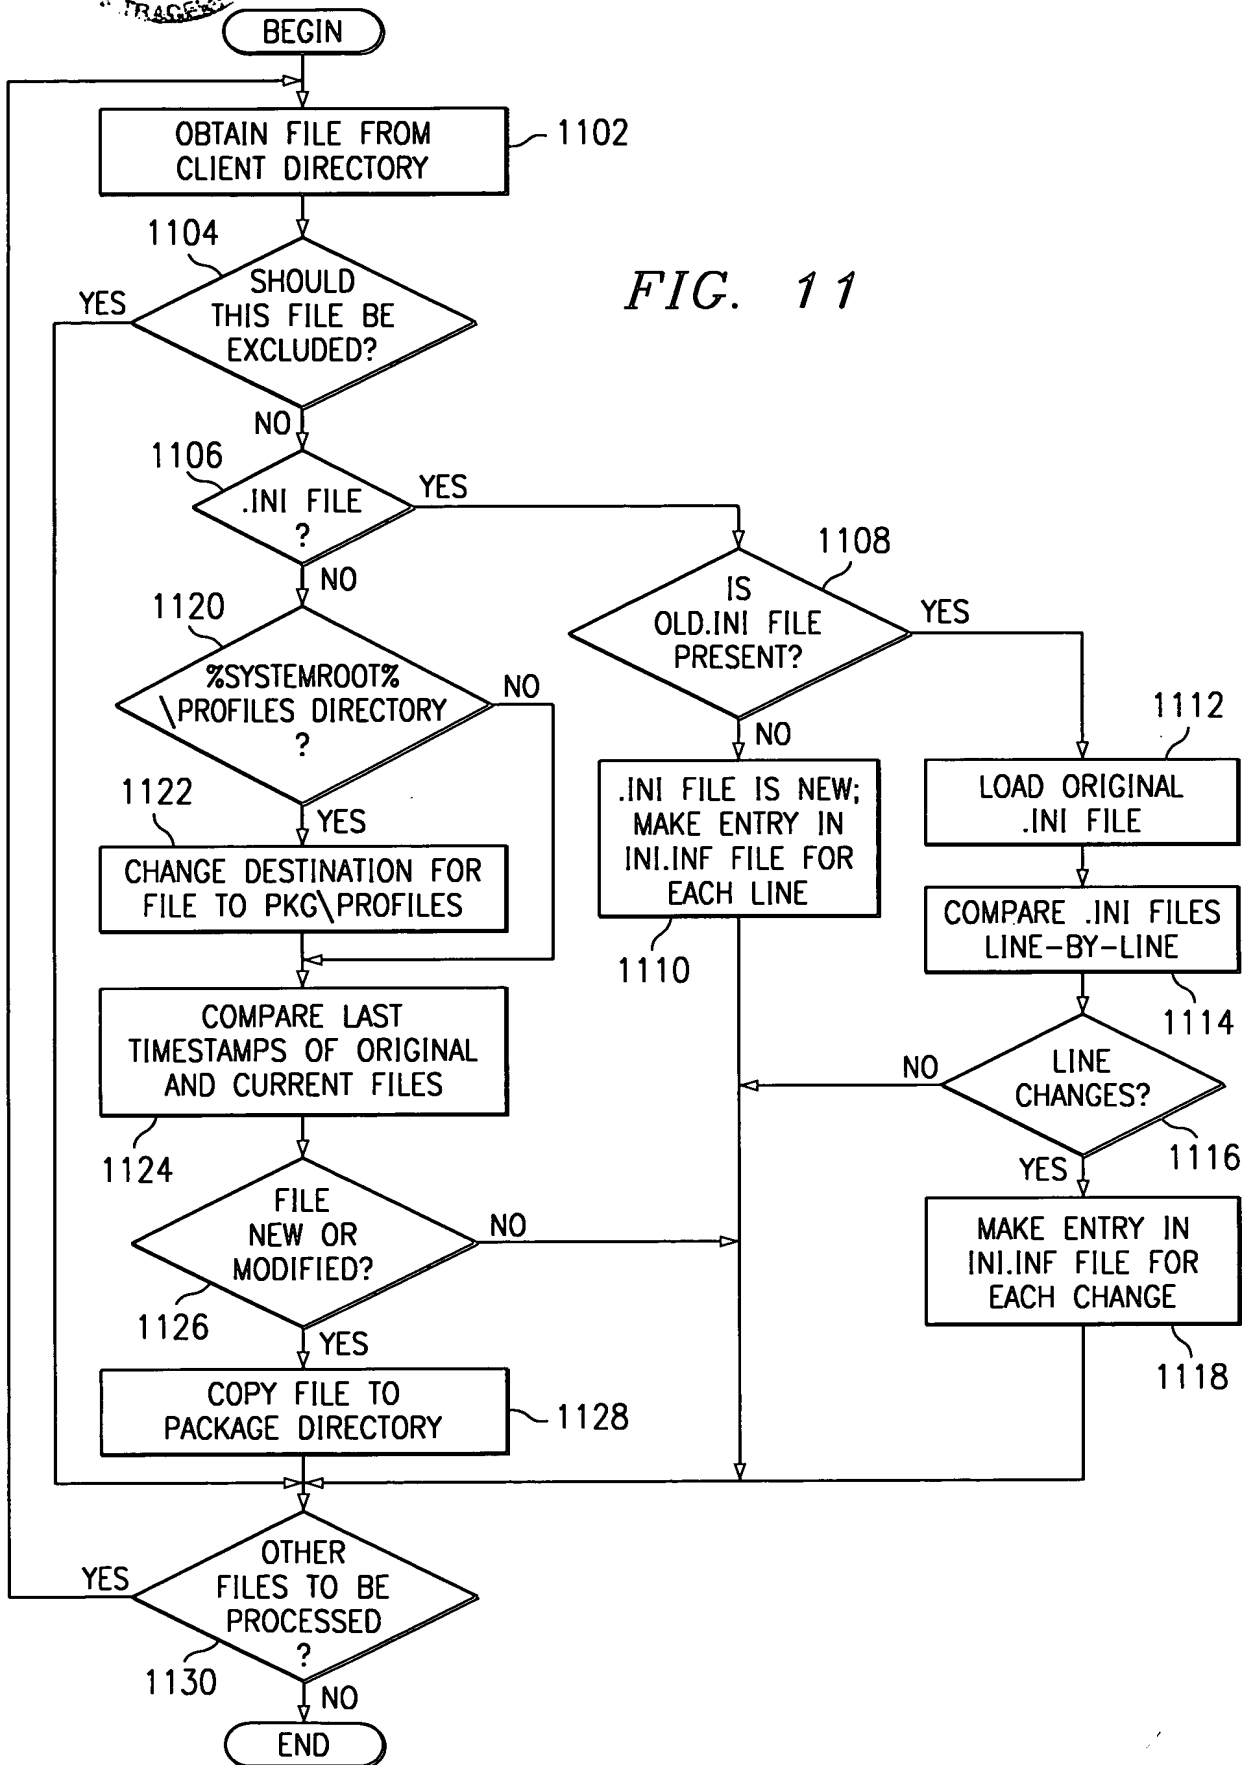 BEGIN
OBTAIN FILE FROM
CLIENT DIRECTORY
1102
1104
SHOULD
THIS FILE BE
EXCLUDED?
YES
NO
FIG. 11
1106
.INI FILE
?
YES
NO
1108
IS
OLD.INI FILE
PRESENT?
YES
NO
1120
%SYSTEMROOT%
\PROFILES DIRECTORY
?
NO
YES
1110
.INI FILE IS NEW;
MAKE ENTRY IN
INI.INF FILE FOR
EACH LINE
1112
LOAD ORIGINAL
.INI FILE
1122
CHANGE DESTINATION FOR
FILE TO PKG\PROFILES
COMPARE .INI FILES
LINE-BY-LINE
1114
COMPARE LAST
TIMESTAMPS OF ORIGINAL
AND CURRENT FILES
1124
LINE
CHANGES?
NO
YES
1116
FILE
NEW OR
MODIFIED?
NO
YES
1126
MAKE ENTRY IN
INI.INF FILE FOR
EACH CHANGE
1118
COPY FILE TO
PACKAGE DIRECTORY
1128
OTHER
FILES TO BE
PROCESSED
?
YES
NO
1130
END